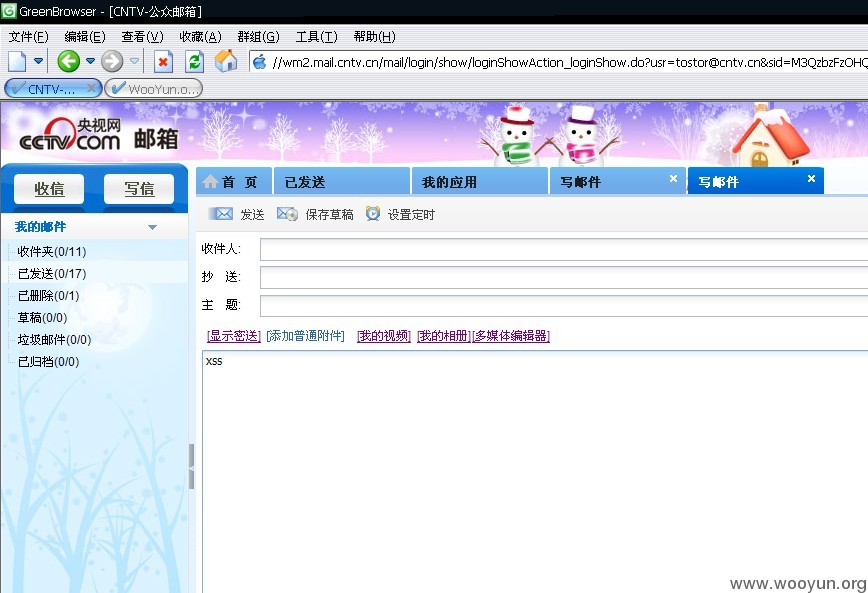 GreenBrowser - [CNTV-公众邮箱]
文件(F) 编辑(E) 查看(V) 收藏(A) 群组(G) 工具(T) 帮助(H)
//wm2.mail.cntv.cn/mail/login/show/loginShowAction_loginShow.do?usr=tostor@cntv.cn&sid=M3QzbzFzOHQ
CNTV-... WooYun.o...
央视网
CCTV.com 邮箱
收信 写信
首 页 已发送 我的应用 写邮件 写邮件
发送 保存草稿 设置定时
我的邮件
收件夹(0/11)
已发送(0/17)
已删除(0/1)
草稿(0/0)
垃圾邮件(0/0)
已归档(0/0)
收件人:
抄 送:
主 题:
[显示密送] [添加普通附件] [我的视频] [我的相册][多媒体编辑器]
xss
www.wooyun.org